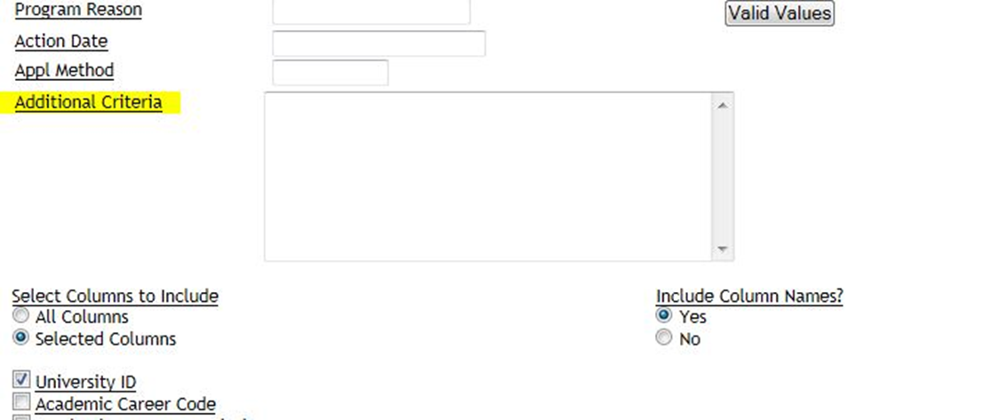 Program Reason
Valid Values
Action Date
Appl Method
Additional Criteria
Select Columns to Include
Include Column Names?
All Columns
Yes
Selected Columns
No
University ID
Academic Career Code